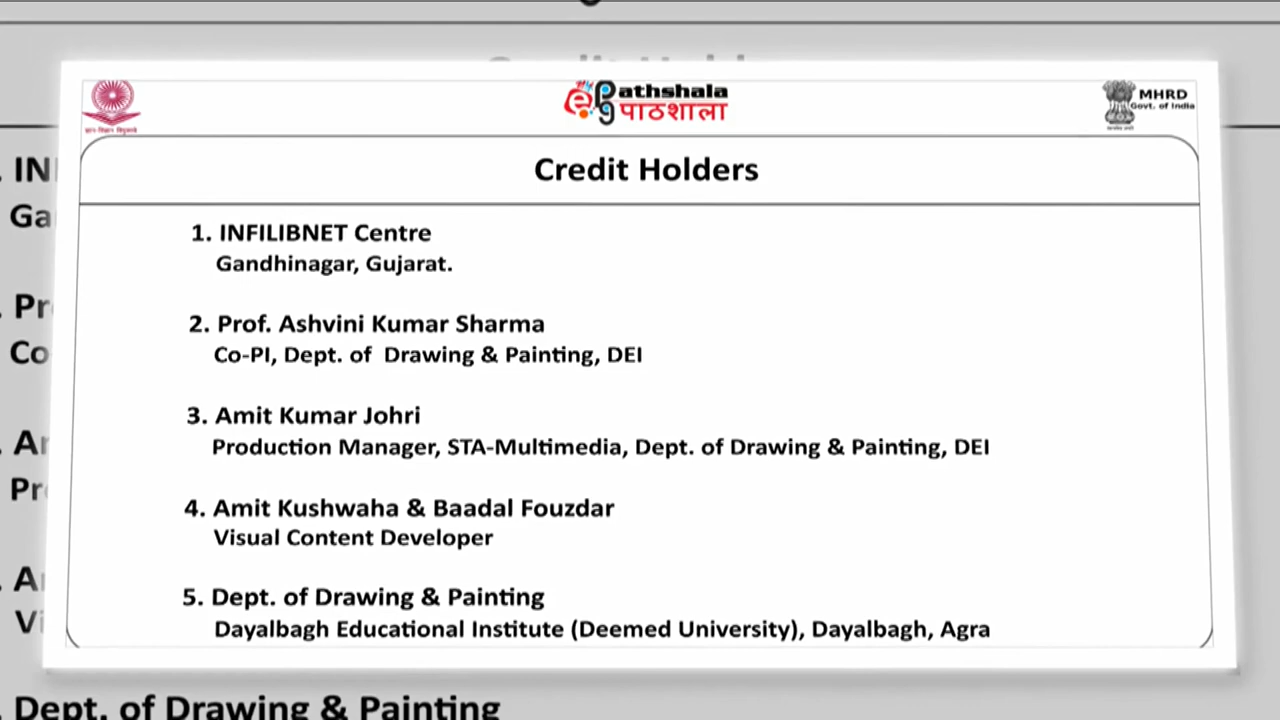 ePathshala
पाठशाला
MHRD
Govt. of India
Credit Holders
1. INFILIBNET Centre
Gandhinagar, Gujarat.
2. Prof. Ashvini Kumar Sharma
Co-PI, Dept. of Drawing & Painting, DEI
3. Amit Kumar Johri
Production Manager, STA-Multimedia, Dept. of Drawing & Painting, DEI
4. Amit Kushwaha & Baadal Fouzdar
Visual Content Developer
5. Dept. of Drawing & Painting
Dayalbagh Educational Institute (Deemed University), Dayalbagh, Agra
. Dept. of Drawing & Painting